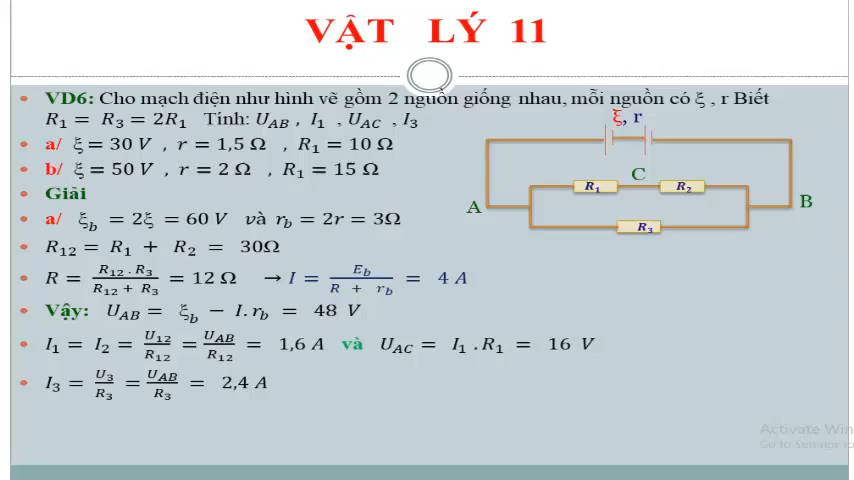 VẬT LÝ 11
VD6: Cho mạch điện như hình vẽ gồm 2 nguồn giống nhau, mỗi nguồn có ξ , r Biết
R₁ = R₃ = 2R₁ Tính: U_AB , I₁ , U_AC , I₃
a/ ξ = 30 V , r = 1,5 Ω , R₁ = 10 Ω
b/ ξ = 50 V , r = 2 Ω , R₁ = 15 Ω
Giải
a/ ξ_b = 2ξ = 60 V và r_b = 2r = 3Ω
R₁₂ = R₁ + R₂ = 30Ω
R = (R₁₂ . R₃)/(R₁₂ + R₃) = 12 Ω → I = E_b/(R + r_b) = 4 A
Vậy: U_AB = ξ_b − I.r_b = 48 V
I₁ = I₂ = U₁₂/R₁₂ = U_AB/R₁₂ = 1,6 A và U_AC = I₁ . R₁ = 16 V
I₃ = U₃/R₃ = U_AB/R₃ = 2,4 A
ξ, r
C
R₁ R₂
A B
R₃
Activate Win
Go to Settings to